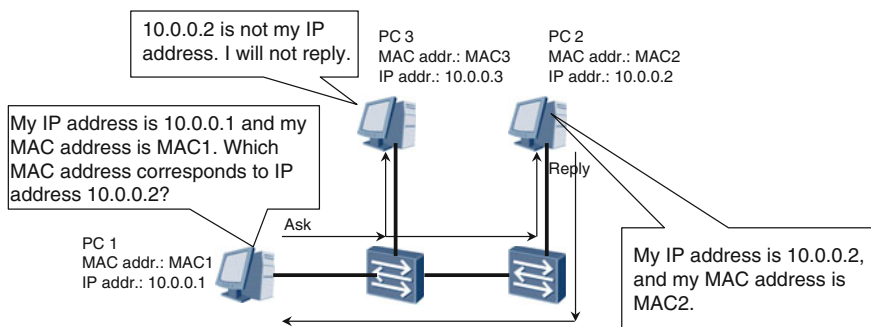 10.0.0.2 is not my IP
address. I will not reply.
PC 3
MAC addr.: MAC3
IP addr.: 10.0.0.3
PC 2
MAC addr.: MAC2
IP addr.: 10.0.0.2
My IP address is 10.0.0.1 and my
MAC address is MAC1. Which
MAC address corresponds to IP
address 10.0.0.2?
Reply
Ask
PC 1
MAC addr.: MAC1
IP addr.: 10.0.0.1
My IP address is 10.0.0.2,
and my MAC address is
MAC2.